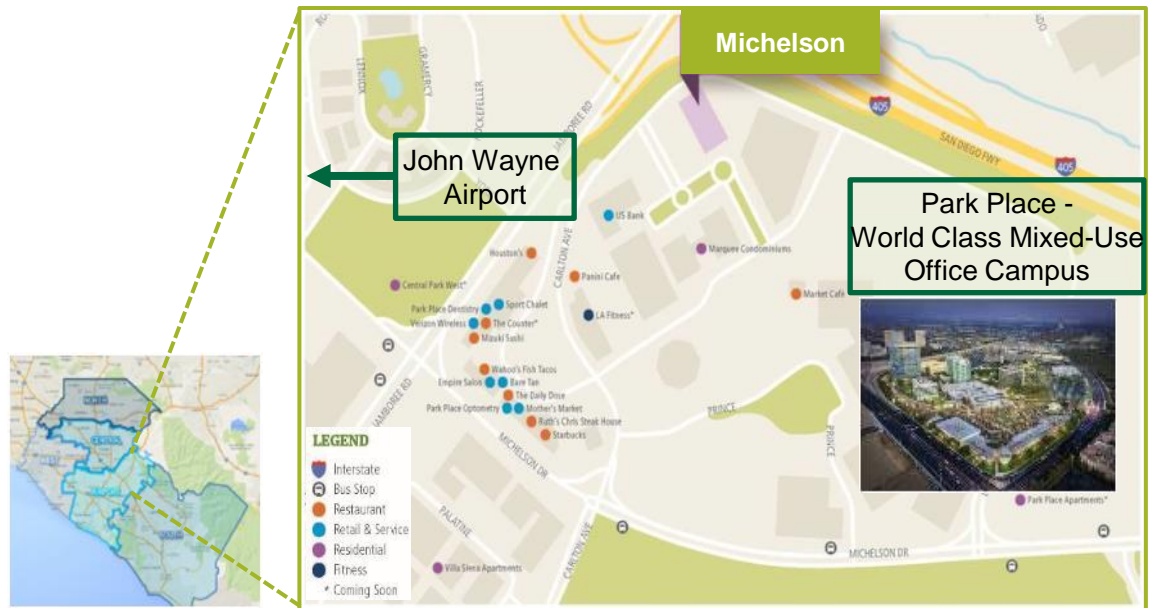 Michelson
LENNOX
GRAMERCY
ROCKEFELLER
JAMBOREE RD
405
SAN DIEGO FWY
405
John Wayne
Airport
Park Place -
World Class Mixed-Use
Office Campus
US Bank
CARLTON AVE
Houston's
Marquee Condominiums
Panini Cafe
Central Park West*
Market Café
Sport Chalet
Park Place Dentistry
LA Fitness*
Verizon Wireless
The Counter*
Mizuki Sushi
Wahoo's Fish Tacos
Empire Salon
Bare Tan
The Daily Dose
Park Place Optometry
Mother's Market
Ruth's Chris Steak House
Starbucks
JAMBOREE RD
MICHELSON DR
PRINCE
PRINCE
LEGEND
Interstate
Bus Stop
Restaurant
Retail & Service
Residential
Fitness
* Coming Soon
PALATINE
Villa Siena Apartments
CARLTON AVE
MICHELSON DR
Park Place Apartments*